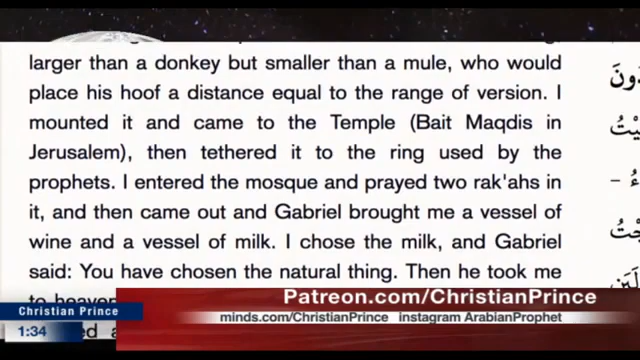 larger than a donkey but smaller than a mule, who would
place his hoof a distance equal to the range of version. I
mounted it and came to the Temple (Bait Maqdis in
Jerusalem), then tethered it to the ring used by the
prophets. I entered the mosque and prayed two rak'ahs in
it, and then came out and Gabriel brought me a vessel of
wine and a vessel of milk. I chose the milk, and Gabriel
said: You have chosen the natural thing. Then he took me
to heaven
Patreon.com/ChristianPrince
Christian Prince
minds.com/ChristianPrince instagram ArabianProphet
1:34